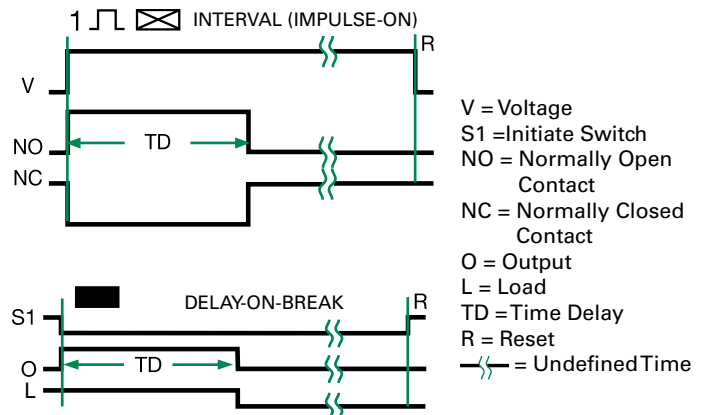 1 INTERVAL (IMPULSE-ON)
R
V
TD
NO
NC
DELAY-ON-BREAK
R
S1
O
TD
L
V = Voltage
S1 =Initiate Switch
NO = Normally Open
Contact
NC = Normally Closed
Contact
O = Output
L = Load
TD =Time Delay
R = Reset
= Undefined Time